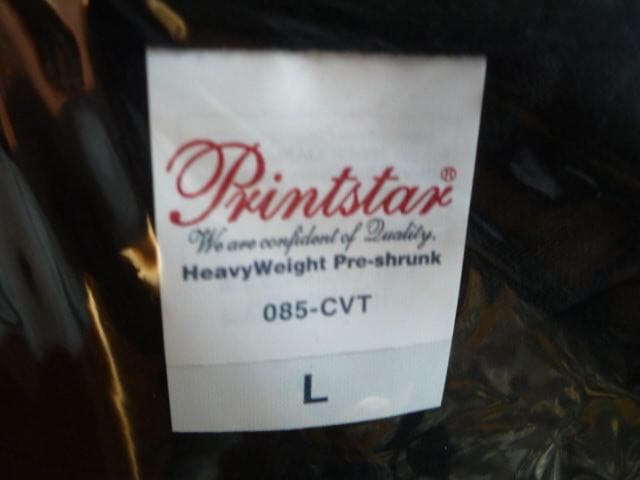 Printstar®
We are confident of Quality.
HeavyWeight Pre-shrunk
085-CVT
L